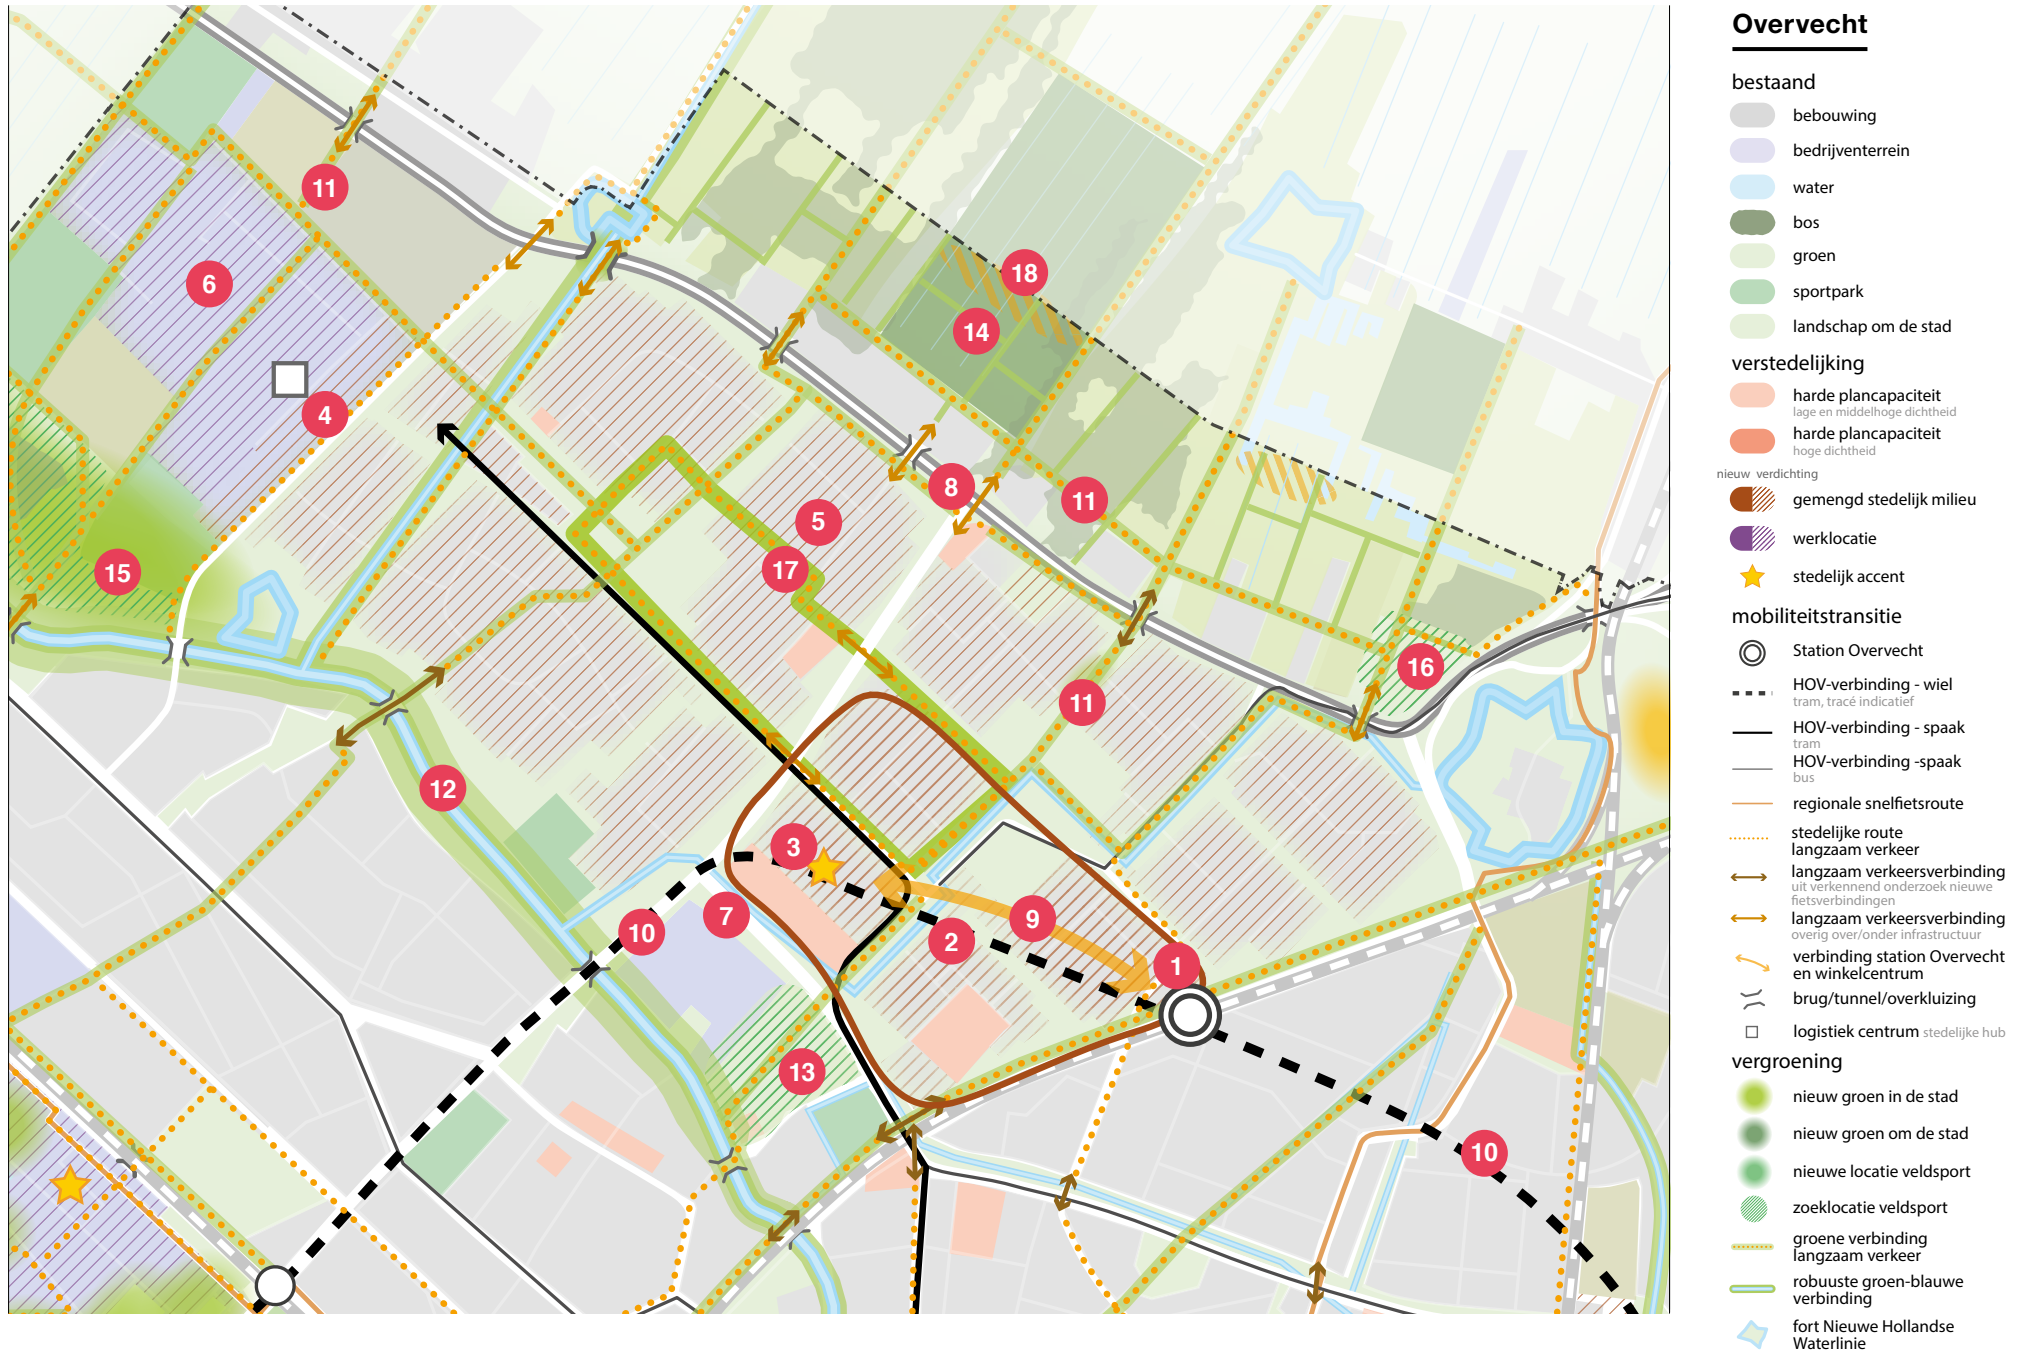 Overvecht
bestaand
bebouwing
bedrijventerrein
water
bos
groen
sportpark
landschap om de stad
verstedelijking
harde plancapaciteit
lage en middelhoge dichtheid
harde plancapaciteit
hoge dichtheid
nieuw verdichting
gemengd stedelijk milieu
werklocatie
stedelijk accent
mobiliteitstransitie
Station Overvecht
HOV-verbinding - wiel
tram, tracé indicatief
HOV-verbinding - spaak
tram
HOV-verbinding -spaak
bus
regionale snelfietsroute
stedelijke route
langzaam verkeer
langzaam verkeersverbinding
uit verkennend onderzoek nieuwe
fietsverbindingen
langzaam verkeersverbinding
overig over/onder infrastructuur
verbinding station Overvecht
en winkelcentrum
brug/tunnel/overkluizing
logistiek centrum stedelijke hub
vergroening
nieuw groen in de stad
nieuw groen om de stad
nieuwe locatie veldsport
zoeklocatie veldsport
groene verbinding
langzaam verkeer
robuuste groen-blauwe
verbinding
fort Nieuwe Hollandse
Waterlinie
11
6
18
14
4
8
11
5
17
15
16
11
12
3
7
9
10
2
1
13
10